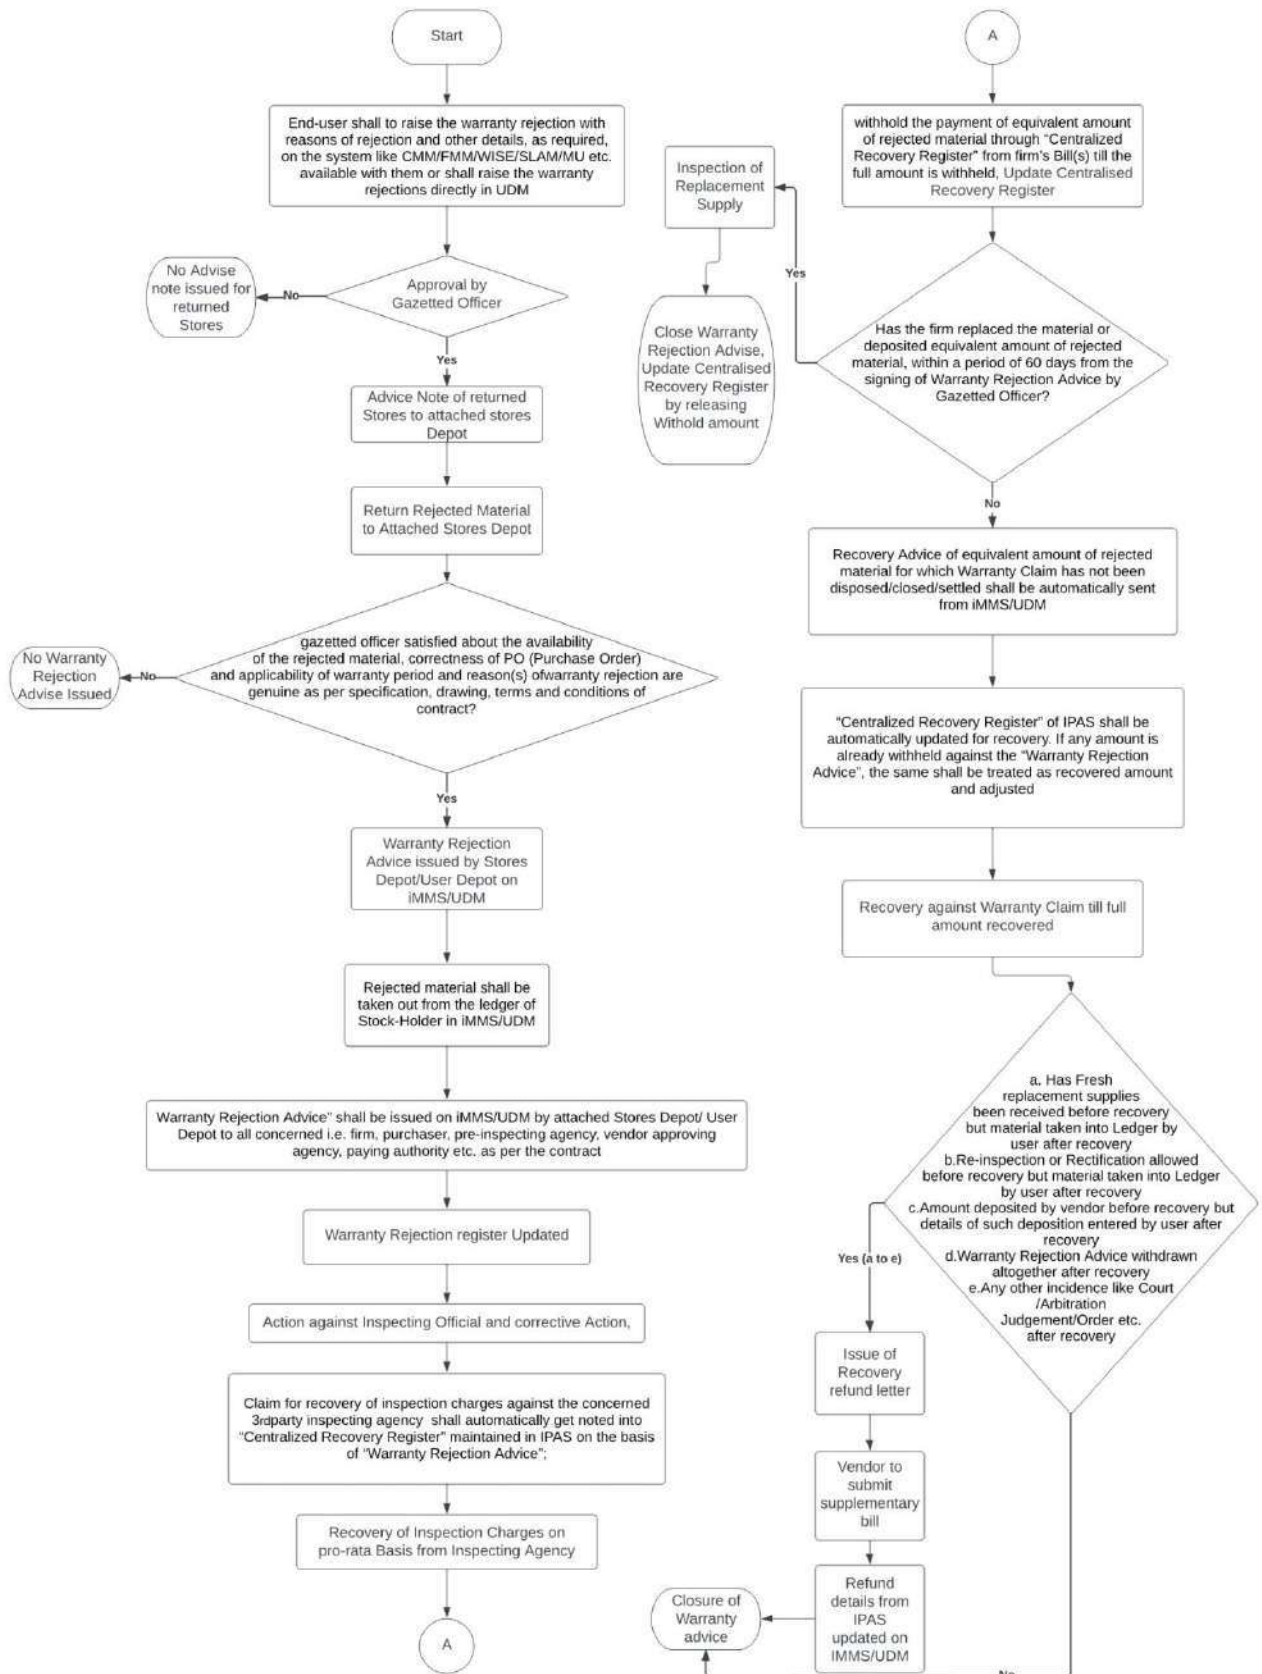 Start
End-user shall to raise the warranty rejection with
reasons of rejection and other details, as required,
on the system like CMM/FMM/WISE/SLAM/MU etc.
available with them or shall raise the warranty
rejections directly in UDM
No Advise
note issued for
returned
Stores
No
Approval by
Gazetted Officer
Yes
Advice Note of returned
Stores to attached stores
Depot
Return Rejected Material
to Attached Stores Depot
No Warranty
Rejection
Advise Issued
No
gazetted officer satisfied about the availability
of the rejected material, correctness of PO (Purchase Order)
and applicability of warranty period and reason(s) ofwarranty rejection are
genuine as per specification, drawing, terms and conditions of
contract?
Yes
Warranty Rejection
Advice issued by Stores
Depot/User Depot on
iMMS/UDM
Rejected material shall be
taken out from the ledger of
Stock-Holder in iMMS/UDM
Warranty Rejection Advice" shall be issued on iMMS/UDM by attached Stores Depot/ User
Depot to all concerned i.e. firm, purchaser, pre-inspecting agency, vendor approving
agency, paying authority etc. as per the contract
Warranty Rejection register Updated
Action against Inspecting Official and corrective Action,
Claim for recovery of inspection charges against the concerned
3rdparty inspecting agency shall automatically get noted into
"Centralized Recovery Register" maintained in IPAS on the basis
of "Warranty Rejection Advice";
Recovery of Inspection Charges on
pro-rata Basis from Inspecting Agency
A
A
withhold the payment of equivalent amount
of rejected material through "Centralized
Recovery Register" from firm's Bill(s) till the
full amount is withheld, Update Centralised
Recovery Register
Inspection of
Replacement
Supply
Yes
Close Warranty
Rejection Advise,
Update Centralised
Recovery Register
by releasing
Withold amount
Has the firm replaced the material or
deposited equivalent amount of rejected
material, within a period of 60 days from the
signing of Warranty Rejection Advice by
Gazetted Officer?
No
Recovery Advice of equivalent amount of rejected
material for which Warranty Claim has not been
disposed/closed/settled shall be automatically sent
from iMMS/UDM
"Centralized Recovery Register" of IPAS shall be
automatically updated for recovery. If any amount is
already withheld against the "Warranty Rejection
Advice", the same shall be treated as recovered amount
and adjusted
Recovery against Warranty Claim till full
amount recovered
a. Has Fresh
replacement supplies
been received before recovery
but material taken into Ledger by
user after recovery
b.Re-inspection or Rectification allowed
before recovery but material taken into Ledger
by user after recovery
c.Amount deposited by vendor before recovery but
details of such deposition entered by user after
recovery
d.Warranty Rejection Advice withdrawn
altogether after recovery
e.Any other incidence like Court
/Arbitration
Judgement/Order etc.
after recovery
Yes (a to e)
Issue of
Recovery
refund letter
Vendor to
submit
supplementary
bill
Refund
details from
IPAS
updated on
IMMS/UDM
Closure of
Warranty
advice
No